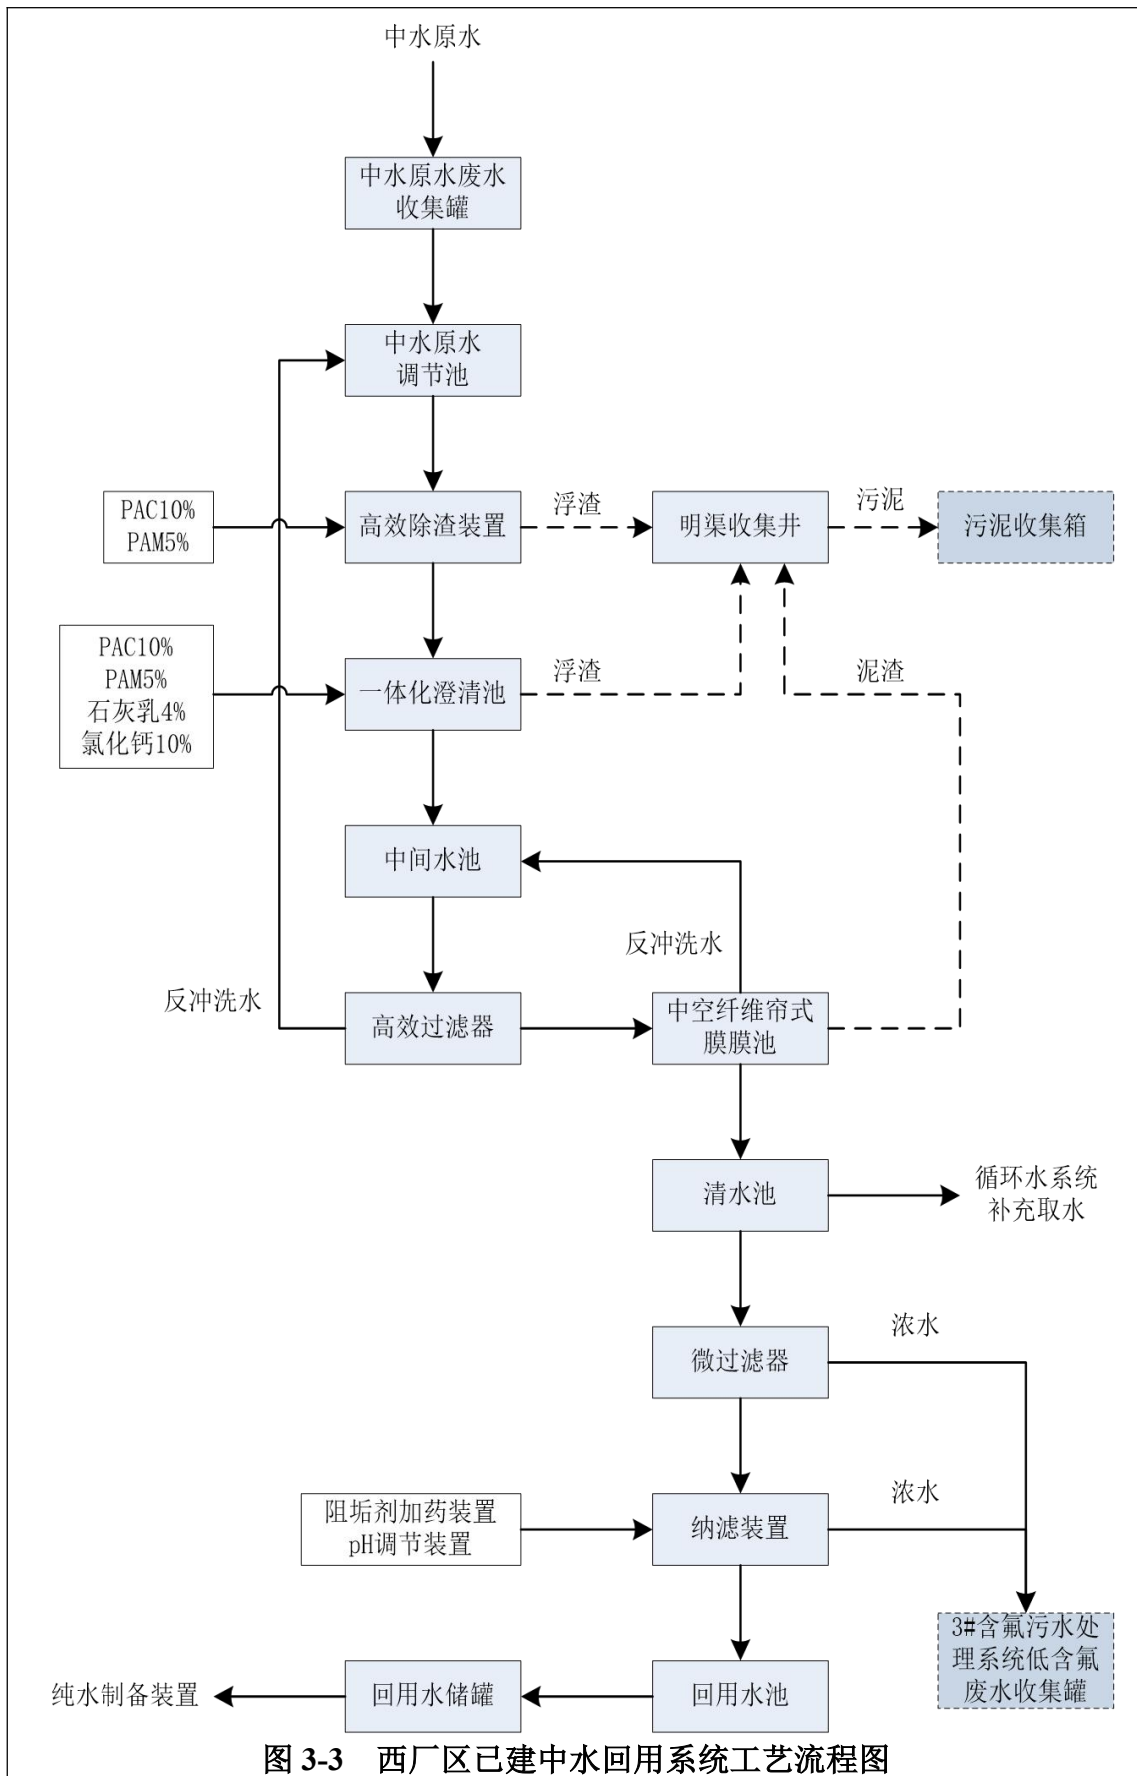 中水原水
中水原水废水
收集罐
中水原水
调节池
PAC10%
PAM5%
高效除渣装置
浮渣
明渠收集井
污泥
污泥收集箱
PAC10%
PAM5%
石灰乳4%
氯化钙10%
一体化澄清池
浮渣
泥渣
中间水池
反冲洗水
反冲洗水
高效过滤器
中空纤维帘式
膜膜池
清水池
循环水系统
补充取水
微过滤器
浓水
阻垢剂加药装置
pH调节装置
纳滤装置
浓水
3#含氟污水处
理系统低含氟
废水收集罐
纯水制备装置
回用水储罐
回用水池
图 3-3 西厂区已建中水回用系统工艺流程图